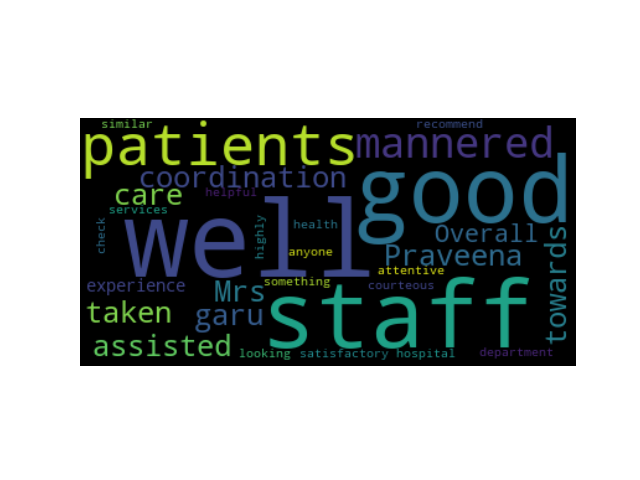 similar
recommend
patients
mannered
good
coordination
care
helpful
services
well
check
highly
health
Overall
towards
anyone
Praveena
attentive
something
experience
Mrs
courteous
staff
taken
garu
assisted
looking
satisfactory
hospital
department